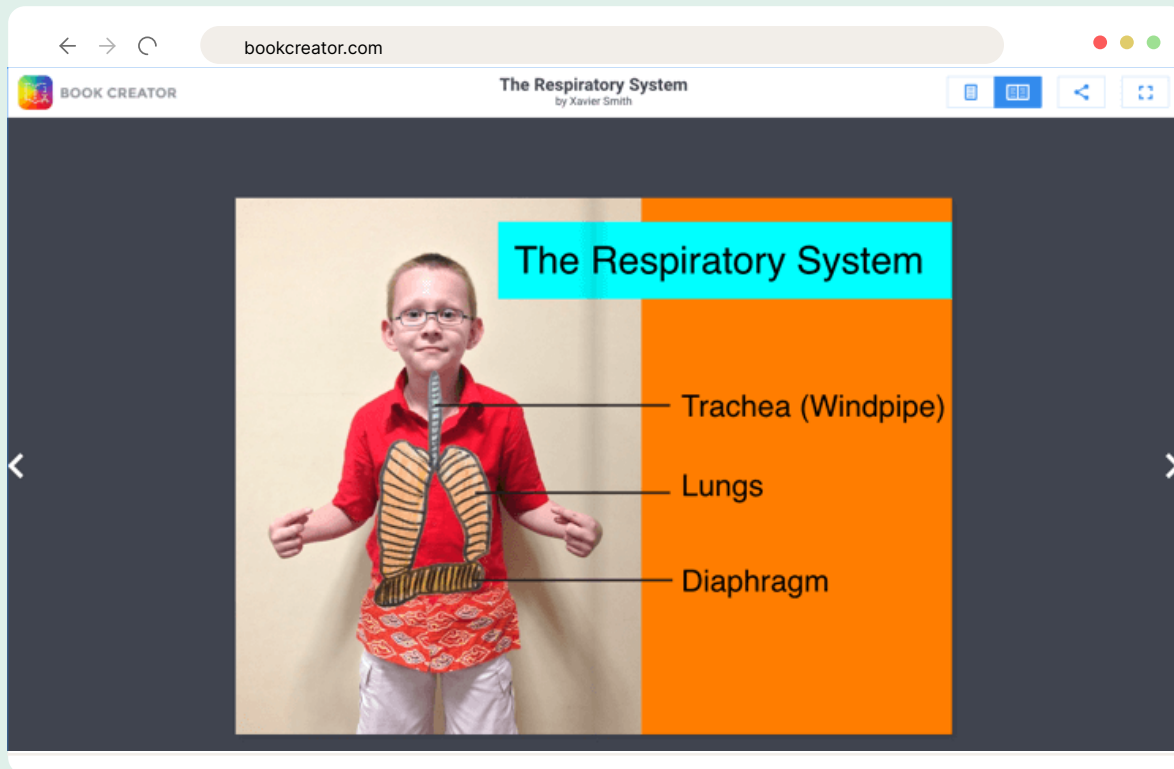 bookcreator.com
BOOK CREATOR
The Respiratory System
by Xavier Smith
The Respiratory System
Trachea (Windpipe)
Lungs
Diaphragm